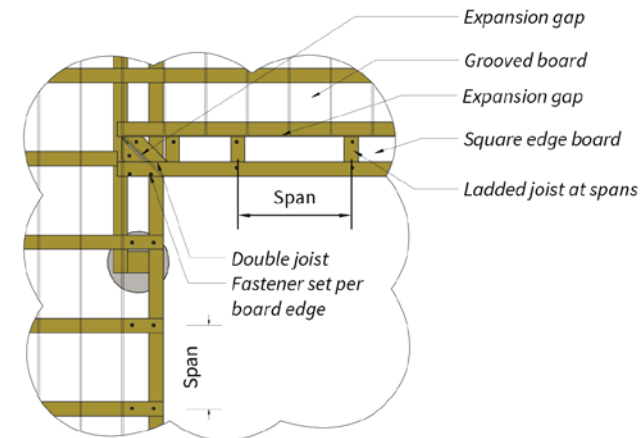 Expansion gap
Grooved board
Expansion gap
Square edge board
Ladded joist at spans
Span
Double joist
Fastener set per
board edge
Span